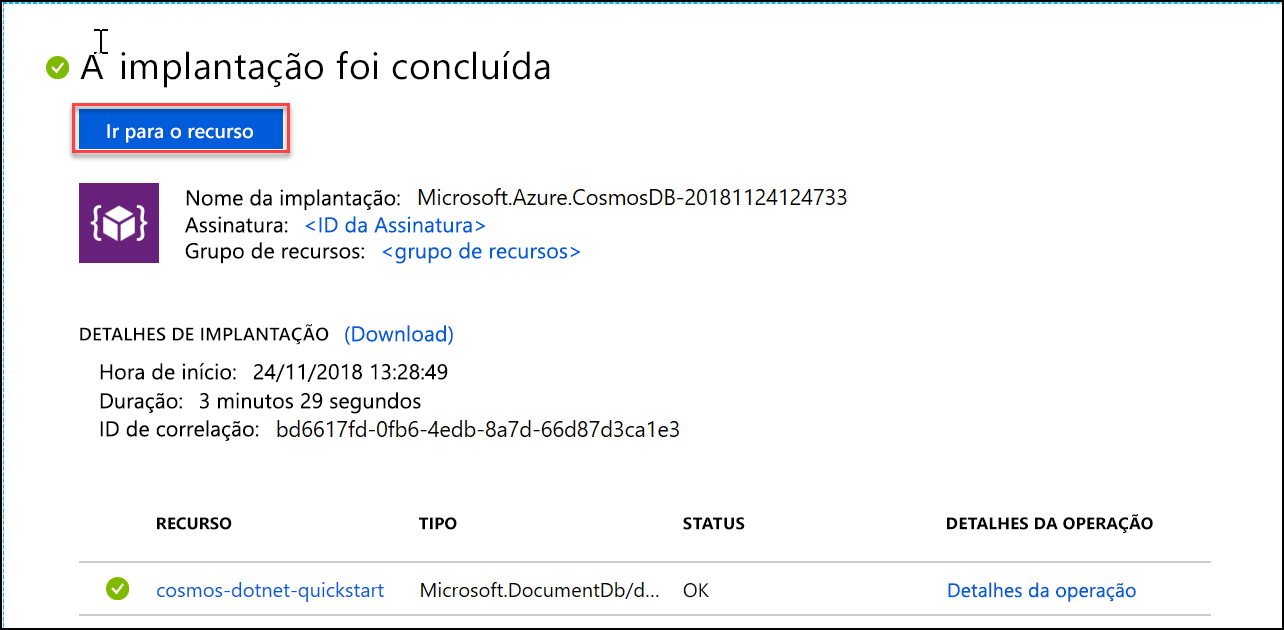 A implantação foi concluída
Ir para o recurso
Nome da implantação: Microsoft.Azure.CosmosDB-20181124124733
Assinatura: <ID da Assinatura>
Grupo de recursos: <grupo de recursos>
DETALHES DE IMPLANTAÇÃO (Download)
Hora de início: 24/11/2018 13:28:49
Duração: 3 minutos 29 segundos
ID de correlação: bd6617fd-0fb6-4edb-8a7d-66d87d3ca1e3
RECURSO TIPO STATUS DETALHES DA OPERAÇÃO
cosmos-dotnet-quickstart Microsoft.DocumentDb/d... OK Detalhes da operação